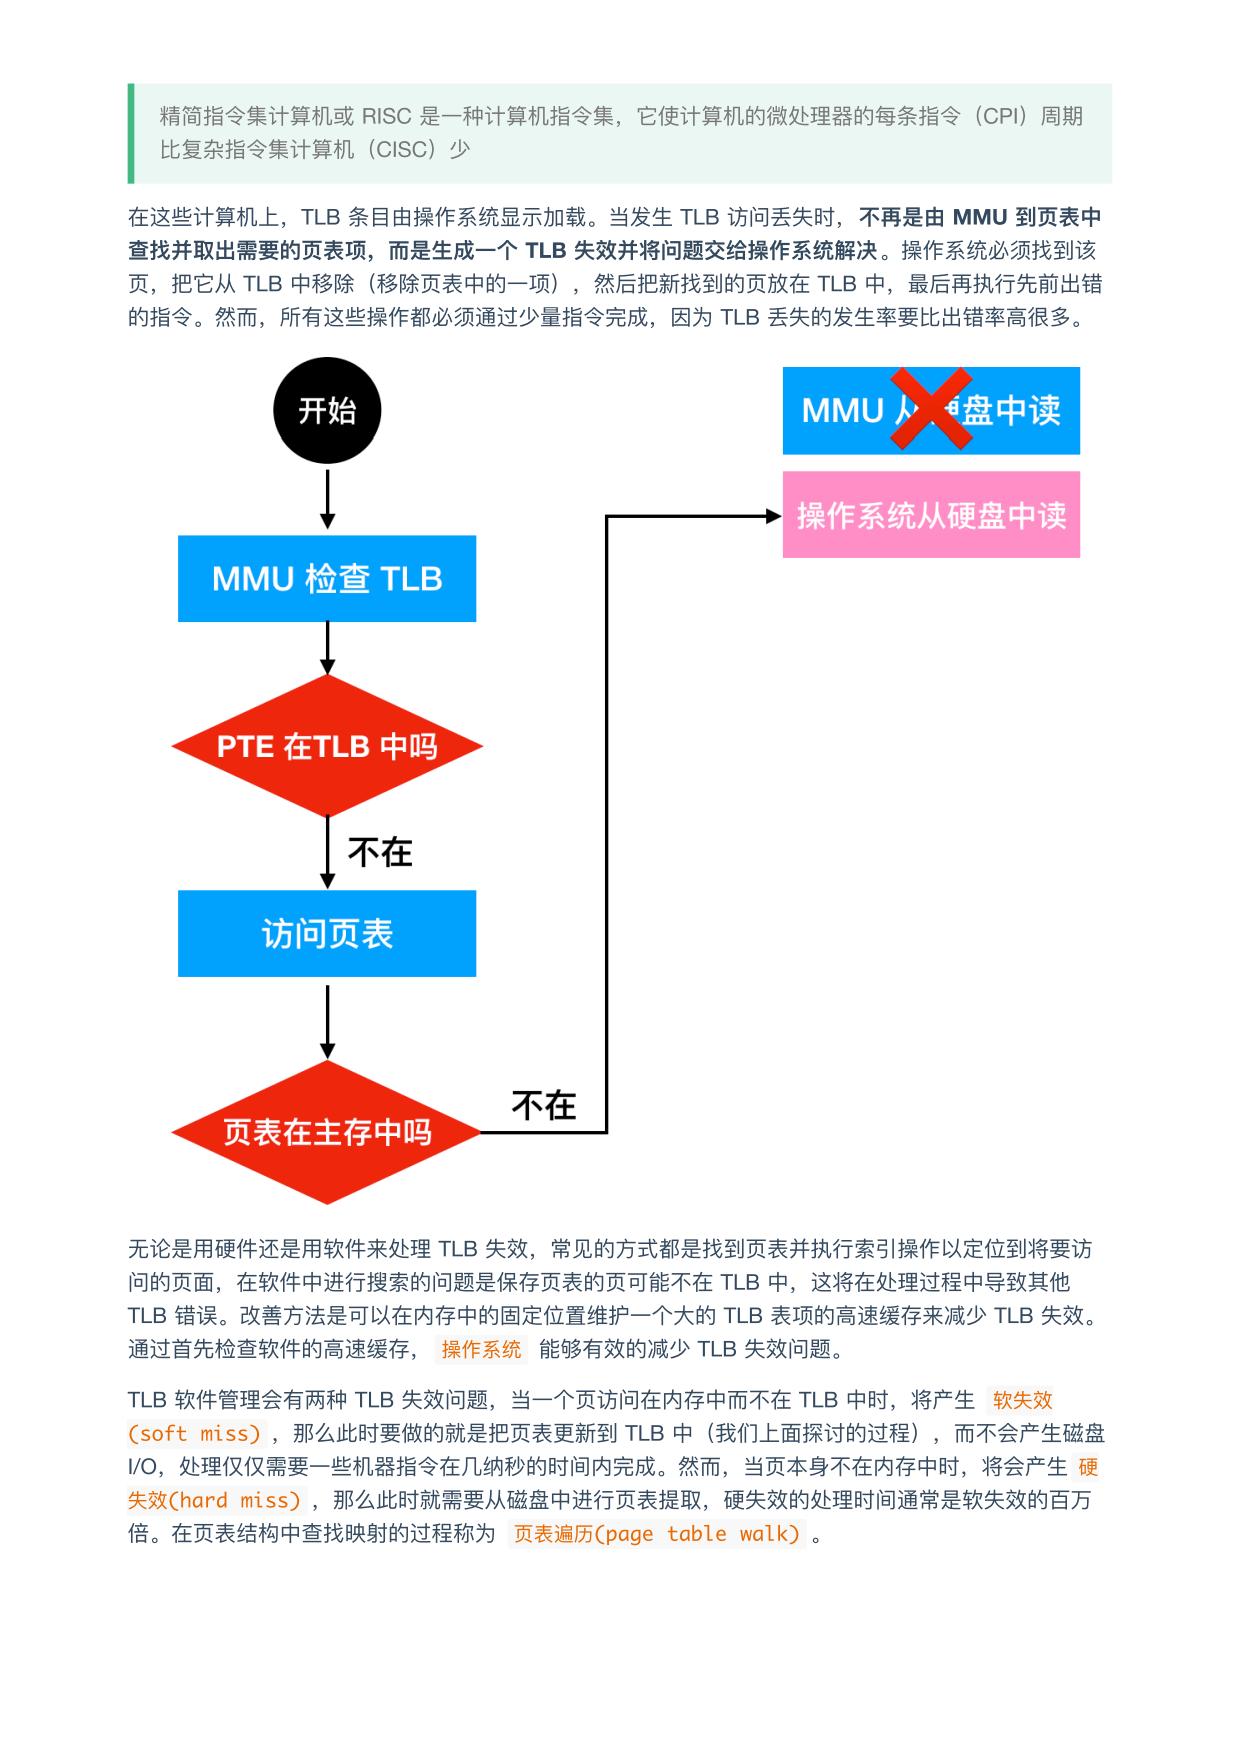 精简指令集计算机或 RISC 是一种计算机指令集，它使计算机的微处理器的每条指令（CPI）周期
比复杂指令集计算机（CISC）少
在这些计算机上，TLB 条目由操作系统显示加载。当发生 TLB 访问丢失时，不再是由 MMU 到页表中
查找并取出需要的页表项，而是生成一个 TLB 失效并将问题交给操作系统解决。操作系统必须找到该
页，把它从 TLB 中移除（移除页表中的一项），然后把新找到的页放在 TLB 中，最后再执行先前出错
的指令。然而，所有这些操作都必须通过少量指令完成，因为 TLB 丢失的发生率要比出错率高很多。
开始
MMU 从硬盘中读
操作系统从硬盘中读
MMU 检查 TLB
PTE 在TLB 中吗
不在
访问页表
不在
页表在主存中吗
无论是用硬件还是用软件来处理 TLB 失效，常见的方式都是找到页表并执行索引操作以定位到将要访
问的页面，在软件中进行搜索的问题是保存页表的页可能不在 TLB 中，这将在处理过程中导致其他
TLB 错误。改善方法是可以在内存中的固定位置维护一个大的 TLB 表项的高速缓存来减少 TLB 失效。
通过首先检查软件的高速缓存， 操作系统 能够有效的减少 TLB 失效问题。
TLB 软件管理会有两种 TLB 失效问题，当一个页访问在内存中而不在 TLB 中时，将产生 软失效
(soft miss) ，那么此时要做的就是把页表更新到 TLB 中（我们上面探讨的过程），而不会产生磁盘
I/O，处理仅仅需要一些机器指令在几纳秒的时间内完成。然而，当页本身不在内存中时，将会产生 硬
失效(hard miss) ，那么此时就需要从磁盘中进行页表提取，硬失效的处理时间通常是软失效的百万
倍。在页表结构中查找映射的过程称为 页表遍历(page table walk) 。